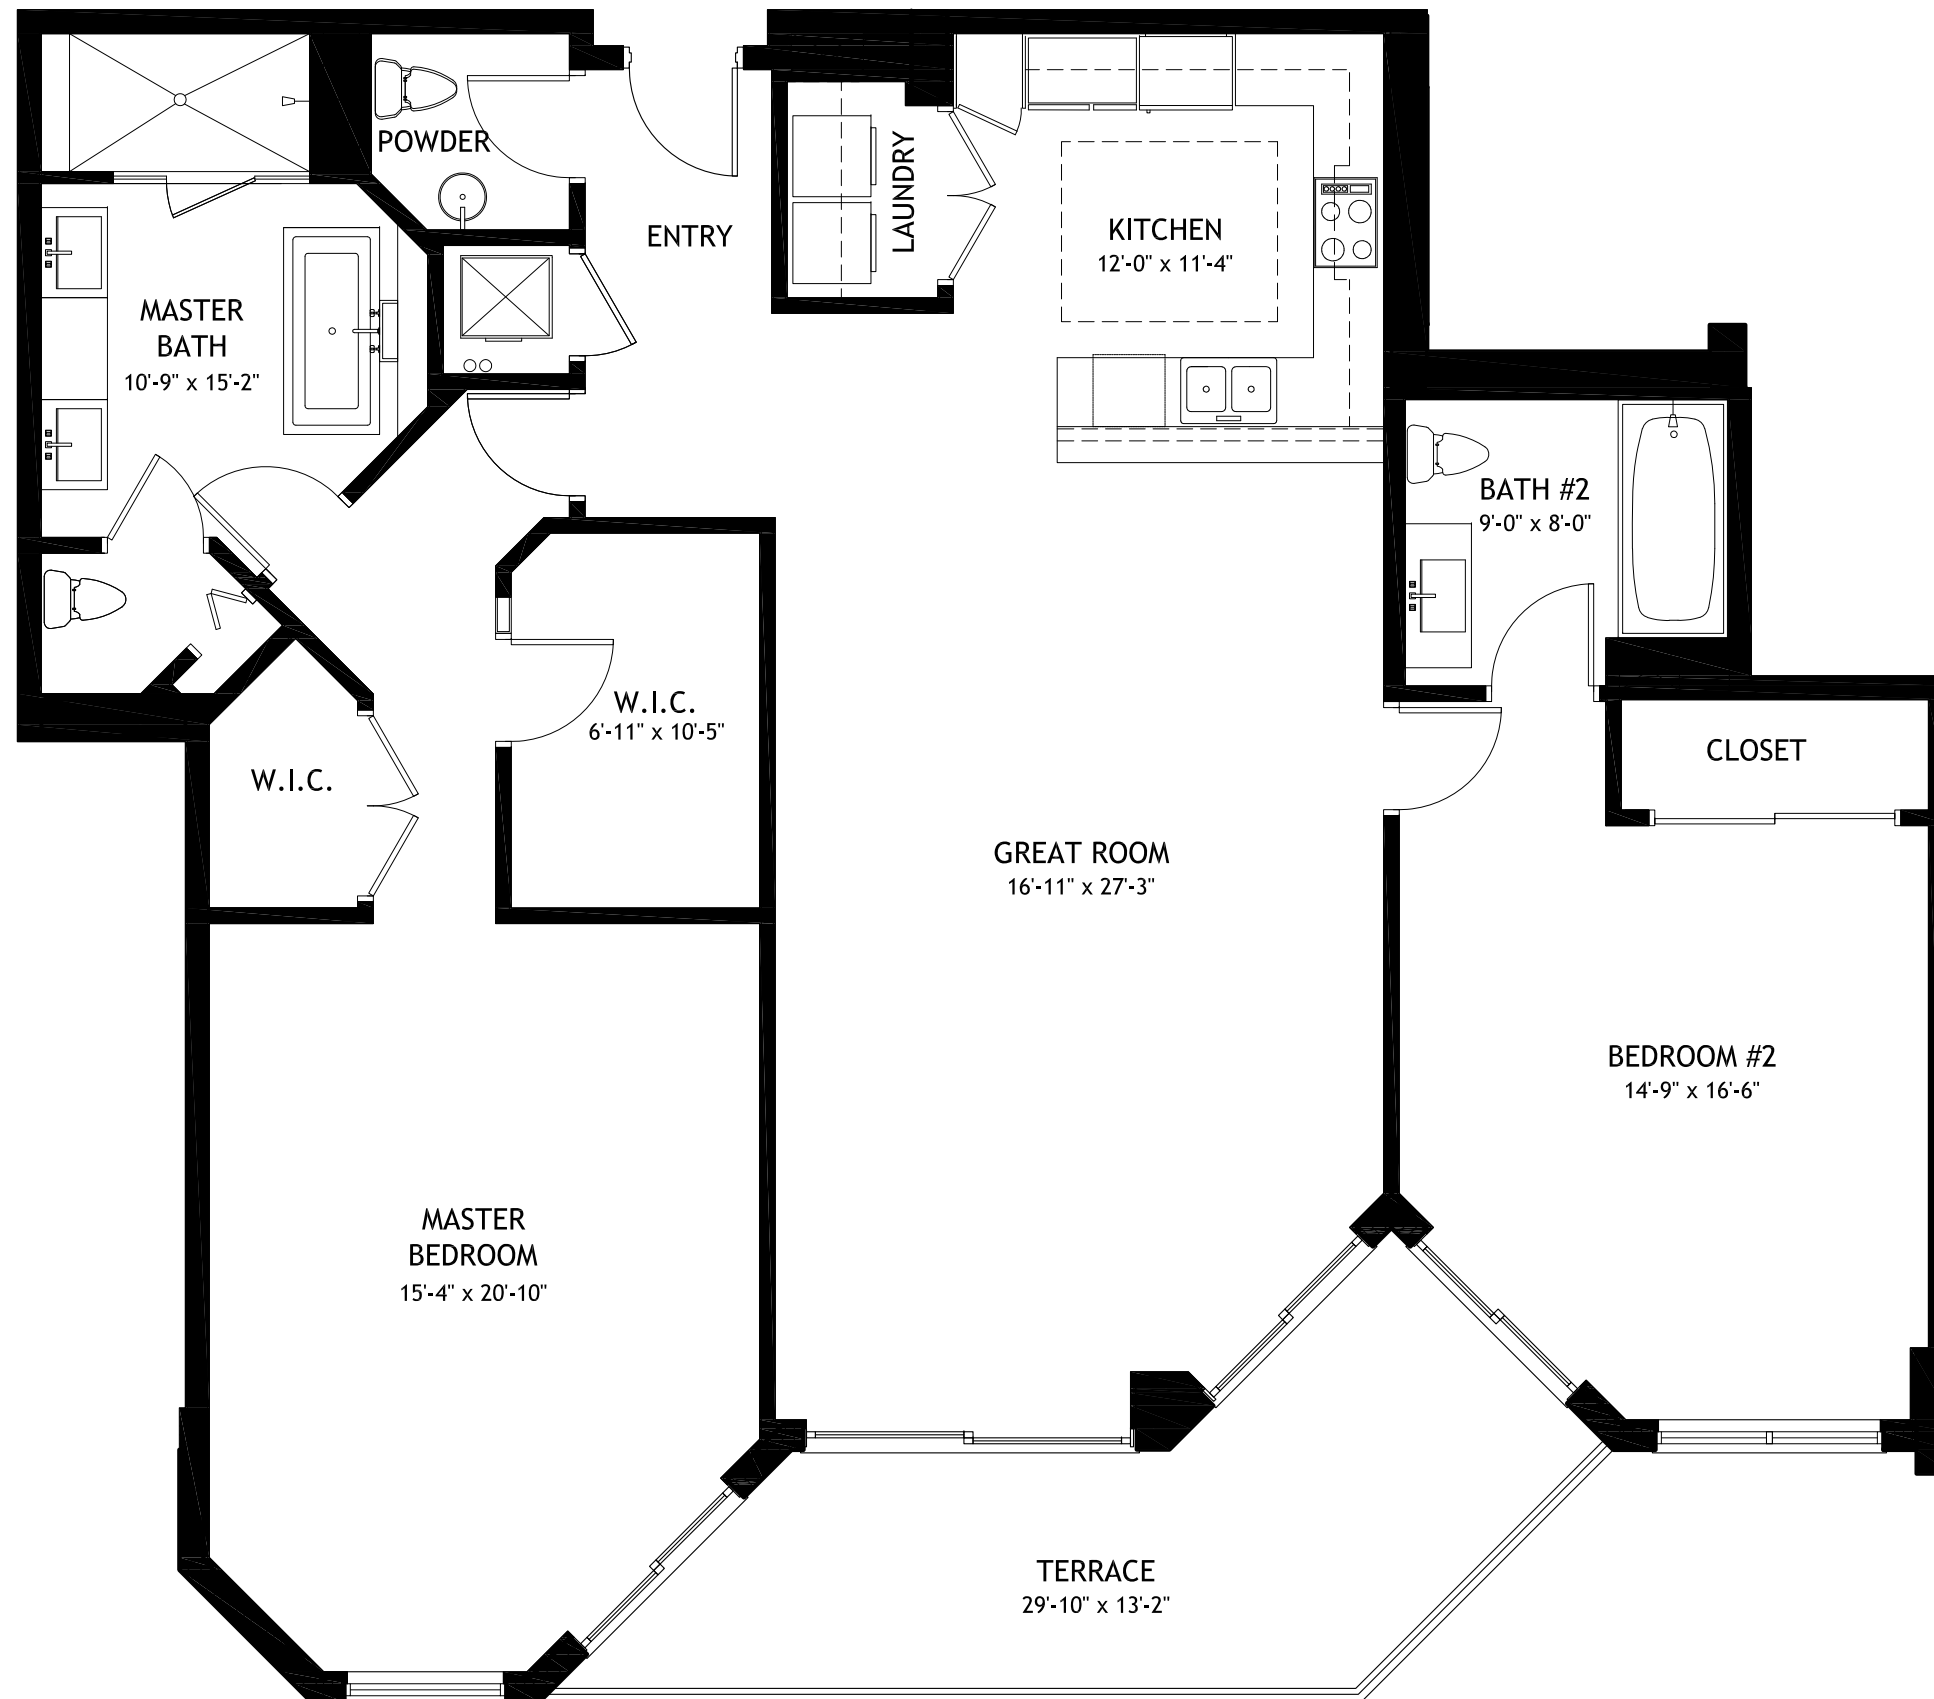 POWDER
ENTRY
LAUNDRY
KITCHEN
12'-0" x 11'-4"
MASTER
BATH
10'-9" x 15'-2"
BATH #2
9'-0" x 8'-0"
W.I.C.
6'-11" x 10'-5"
W.I.C.
CLOSET
GREAT ROOM
16'-11" x 27'-3"
BEDROOM #2
14'-9" x 16'-6"
MASTER
BEDROOM
15'-4" x 20'-10"
TERRACE
29'-10" x 13'-2"